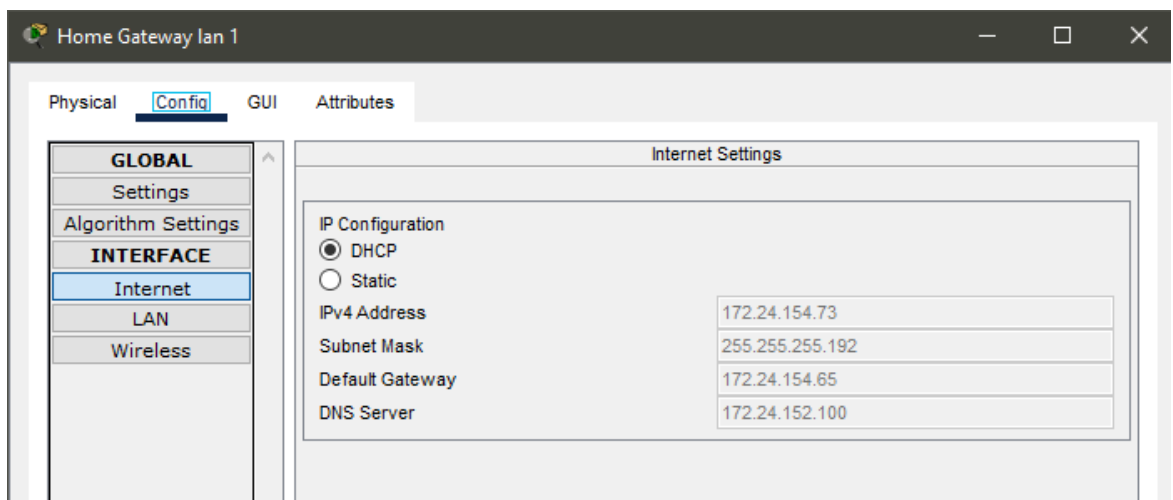 Home Gateway lan 1
Physical Config GUI Attributes
GLOBAL
Settings
Algorithm Settings
INTERFACE
Internet
LAN
Wireless
Internet Settings
IP Configuration
DHCP
Static
IPv4 Address 172.24.154.73
Subnet Mask 255.255.255.192
Default Gateway 172.24.154.65
DNS Server 172.24.152.100